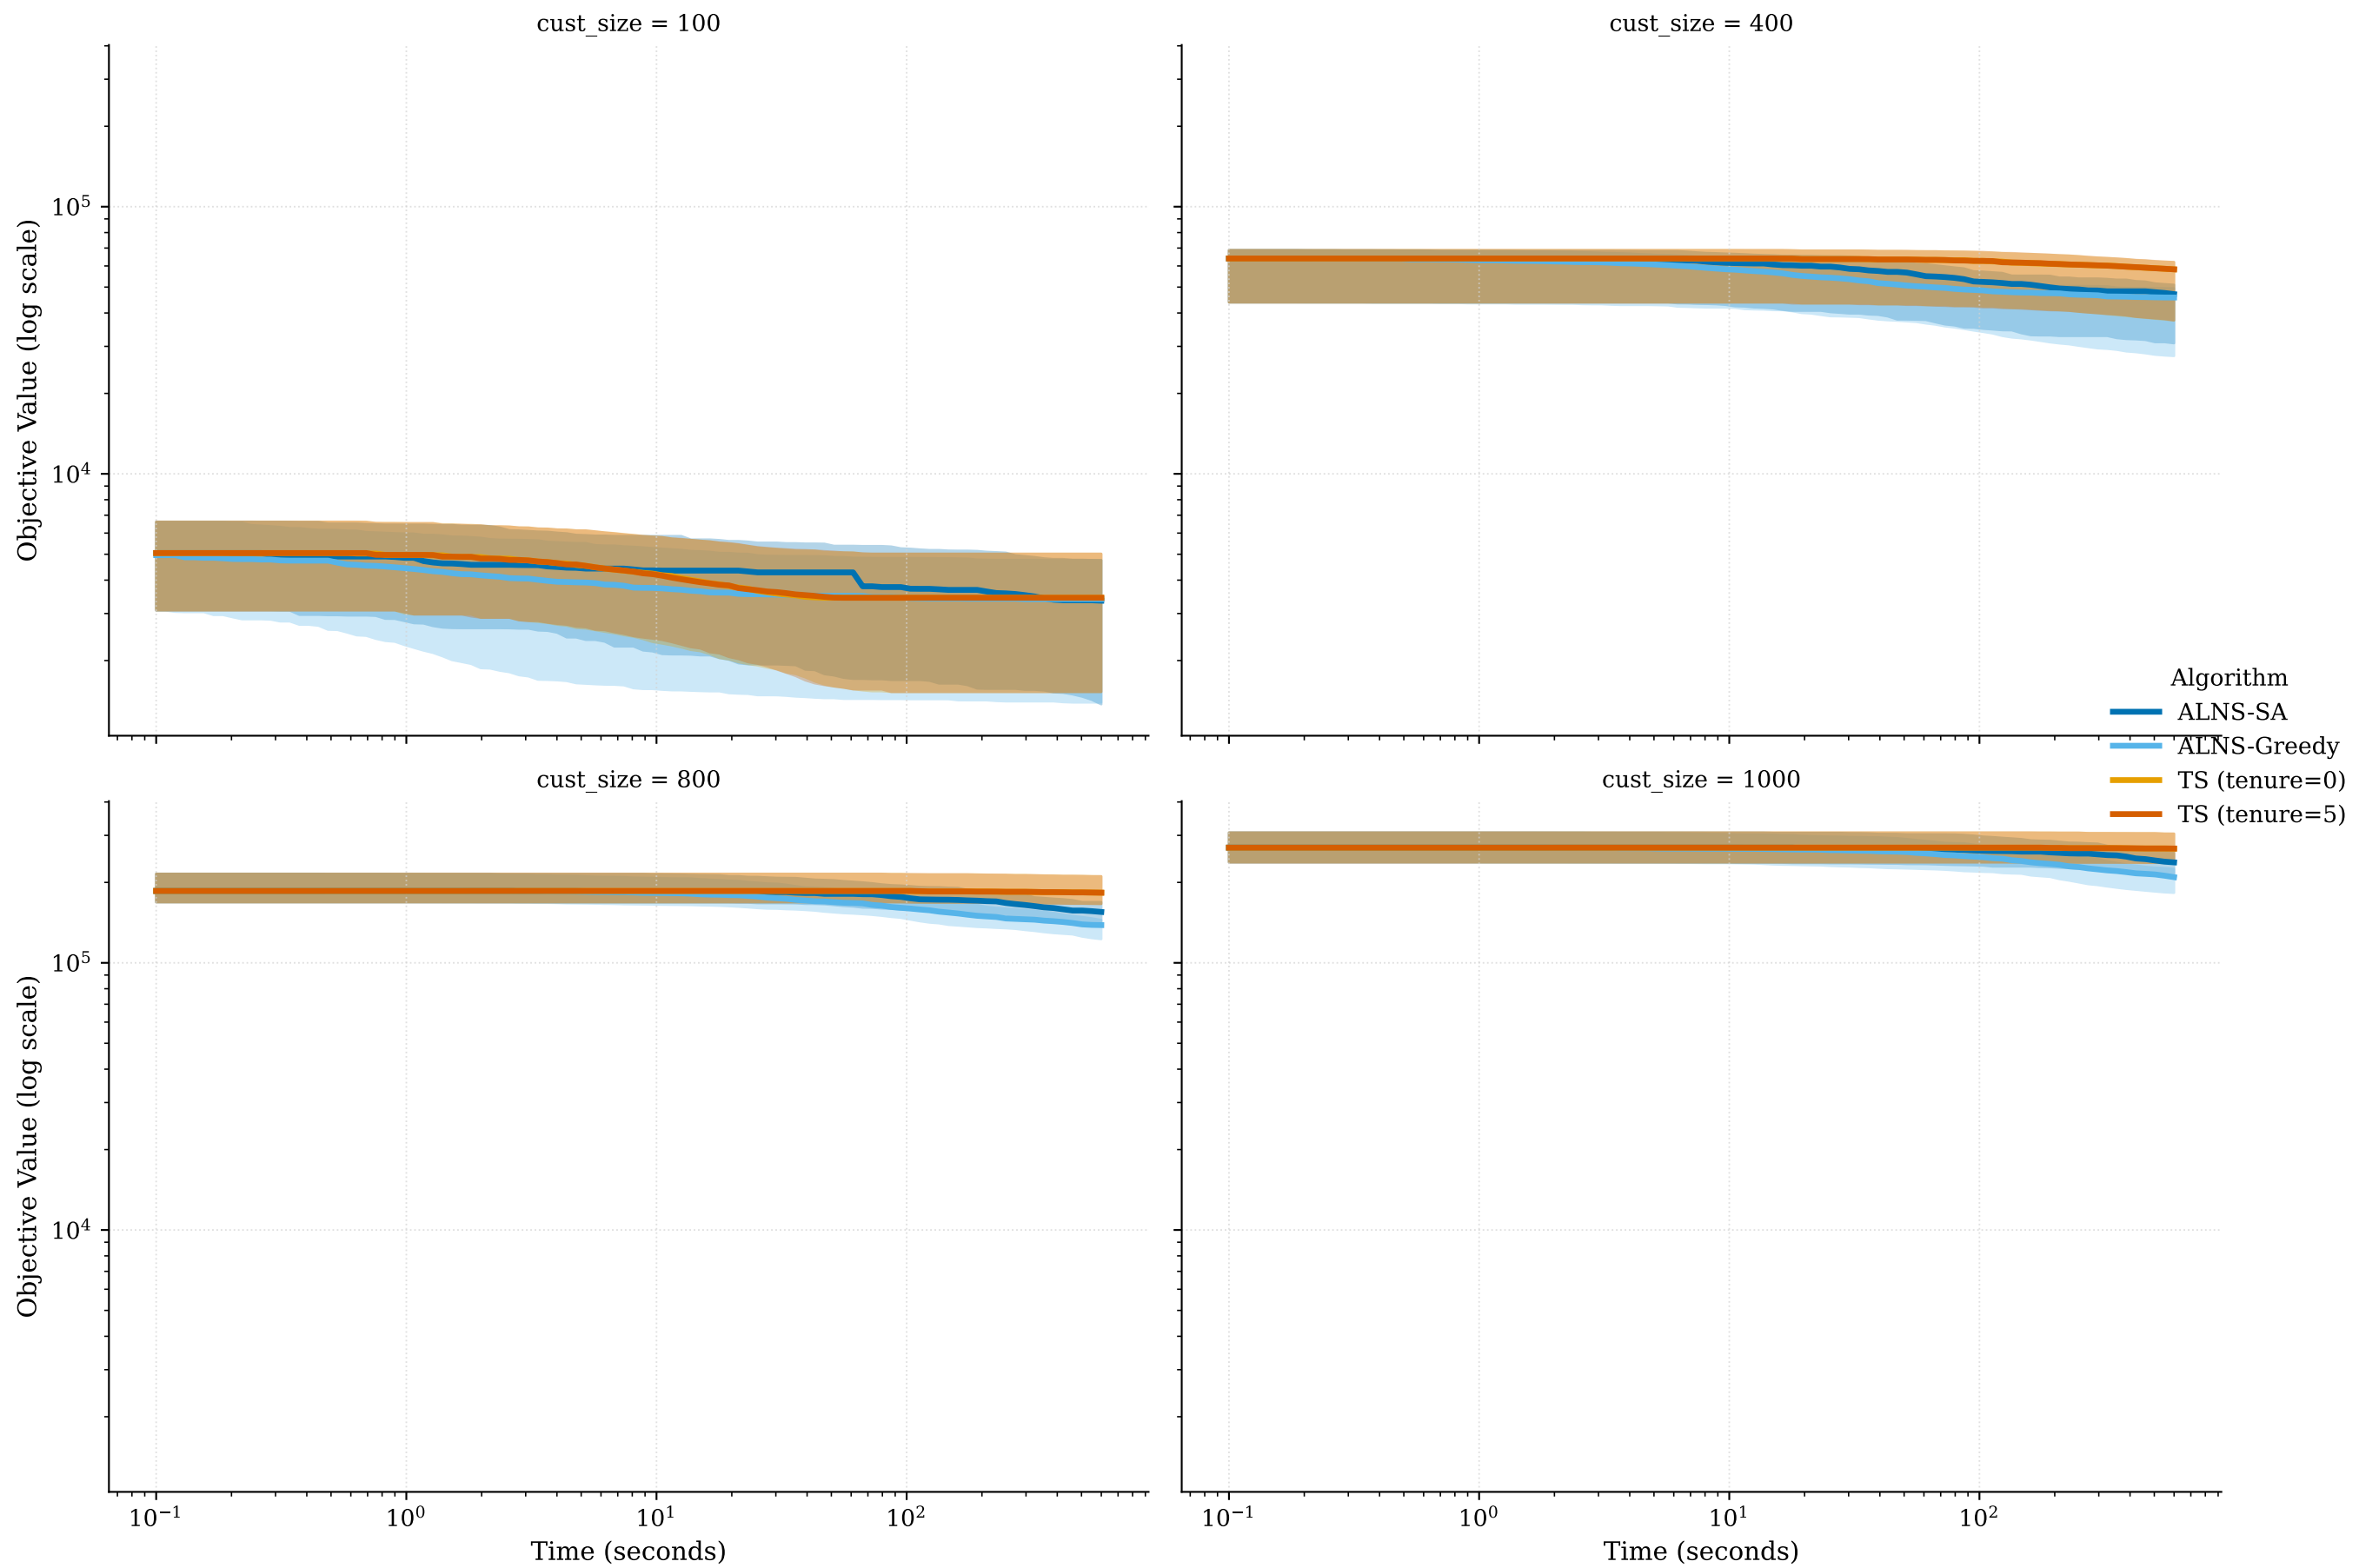 cust_size = 100
cust_size = 400
Objective Value (log scale)
10⁵
10⁴
Algorithm
ALNS-SA
ALNS-Greedy
TS (tenure=0)
TS (tenure=5)
cust_size = 800
cust_size = 1000
Objective Value (log scale)
10⁵
10⁴
10⁻¹ 10⁰ 10¹ 10²
10⁻¹ 10⁰ 10¹ 10²
Time (seconds)
Time (seconds)